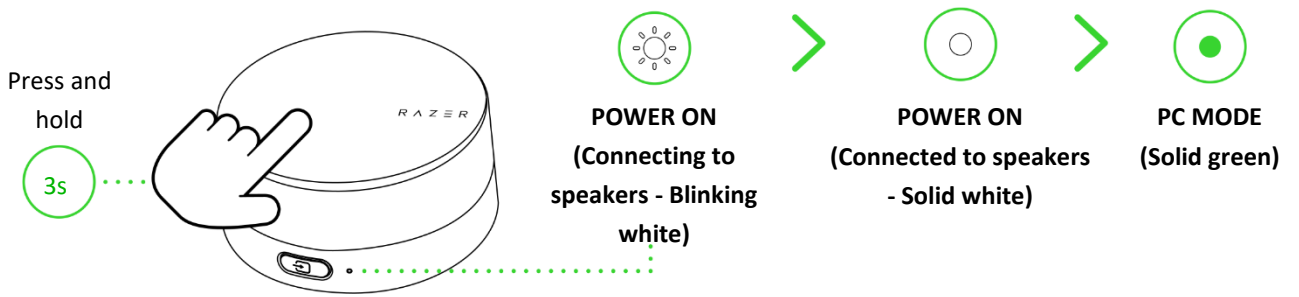 Press and
hold
3s
RAZER
POWER ON
(Connecting to
speakers - Blinking
white)
POWER ON
(Connected to speakers
- Solid white)
PC MODE
(Solid green)